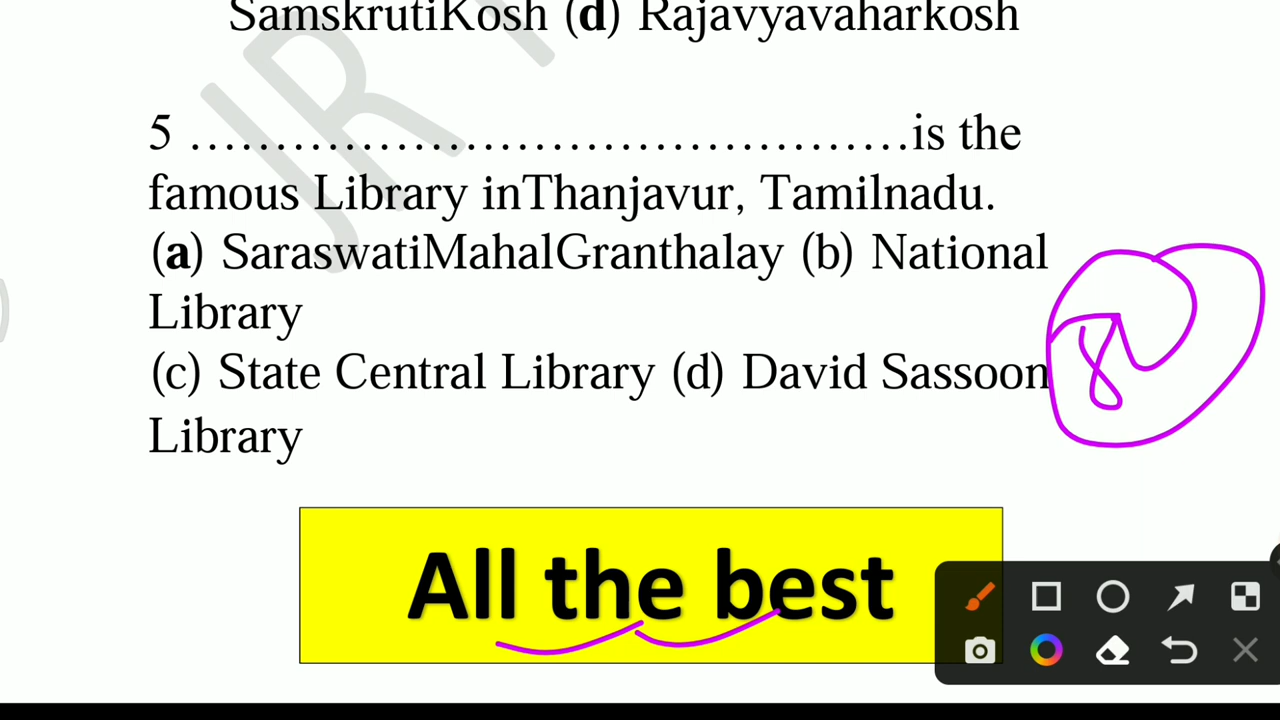 SamskrutiKosh (d) Rajavyavaharkosh
5 ………………………………………is the
famous Library inThanjavur, Tamilnadu.
(a) SaraswatiMahalGranthalay (b) National
Library
(c) State Central Library (d) David Sassoon
Library
All the best